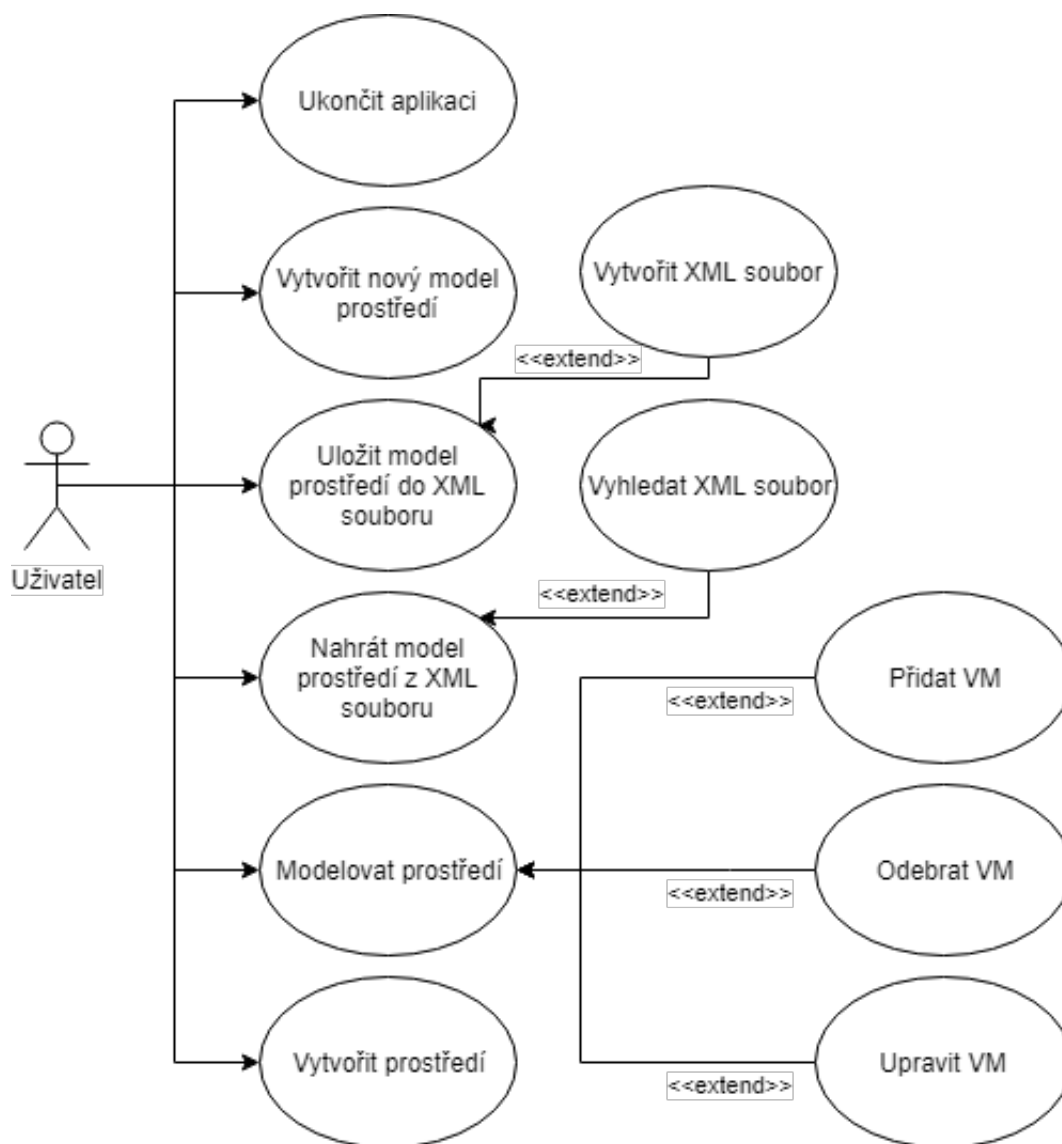 Ukončit aplikaci
Vytvořit nový model
prostředí
Vytvořit XML soubor
<<extend>>
Uložit model
prostředí do XML
souboru
Vyhledat XML soubor
Uživatel
<<extend>>
Nahrát model
prostředí z XML
souboru
Přidat VM
<<extend>>
Modelovat prostředí
Odebrat VM
<<extend>>
Vytvořit prostředí
Upravit VM
<<extend>>